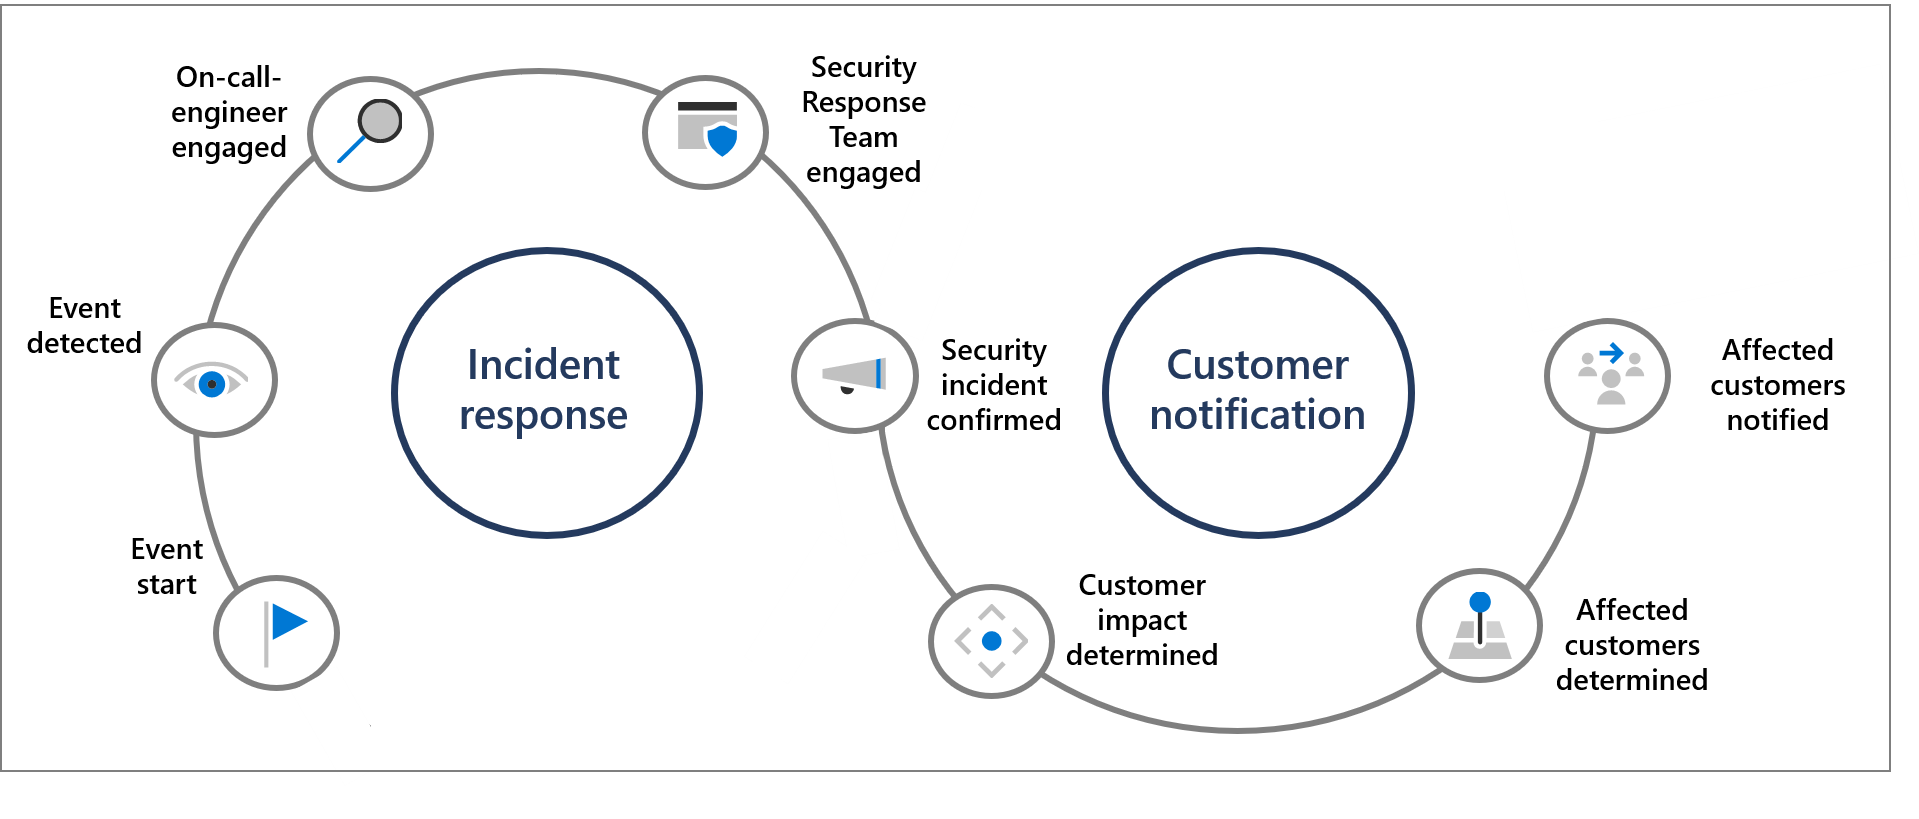 On-call-
engineer
engaged
Security
Response
Team
engaged
Event
detected
Incident
response
Security
incident
confirmed
Customer
notification
Affected
customers
notified
Event
start
Customer
impact
determined
Affected
customers
determined